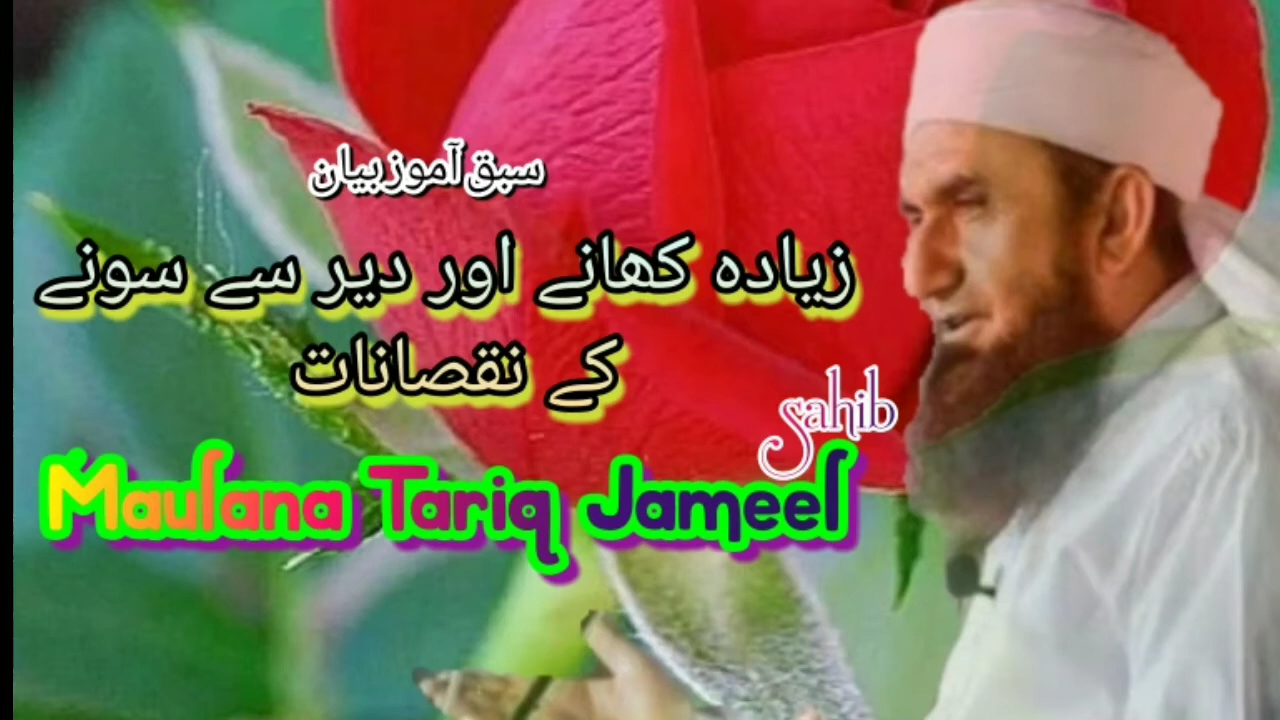 سبق آموز بیان
زیادہ کھانے اور دیر سے سونے
کے نقصانات
sahib
Maulana Tariq Jameel